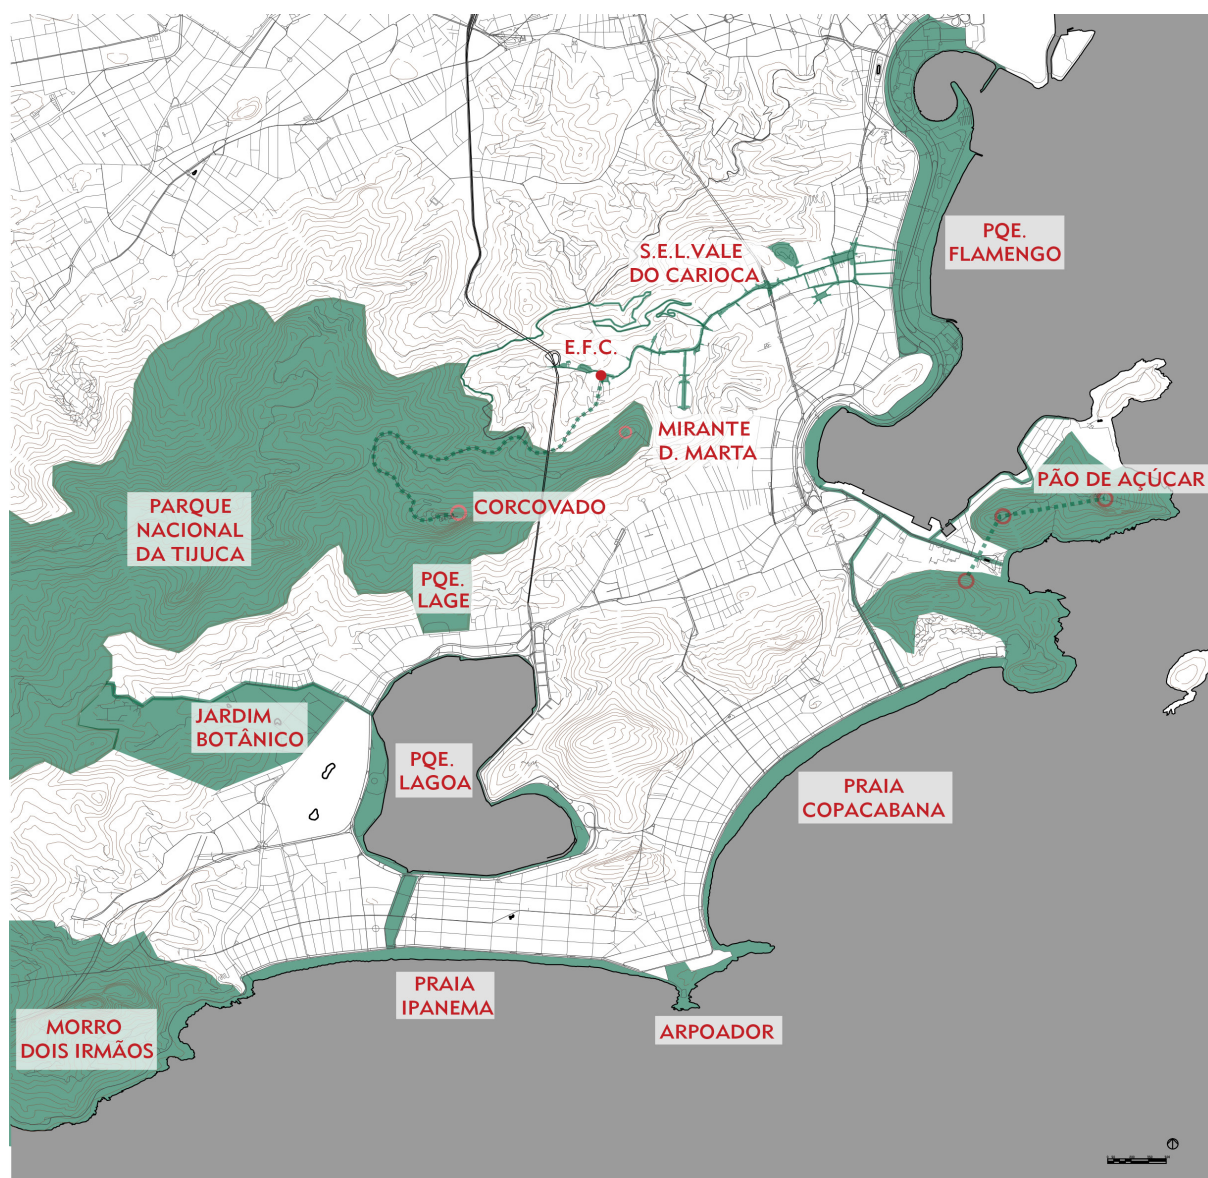 PQE.
FLAMENGO
S.E.L.VALE
DO CARIOCA
E.F.C.
MIRANTE
D. MARTA
PÃO DE AÇÚCAR
CORCOVADO
PARQUE
NACIONAL
DA TIJUCA
PQE.
LAGE
JARDIM
BOTÂNICO
PQE.
LAGOA
PRAIA
COPACABANA
PRAIA
IPANEMA
MORRO
DOIS IRMÃOS
ARPOADOR